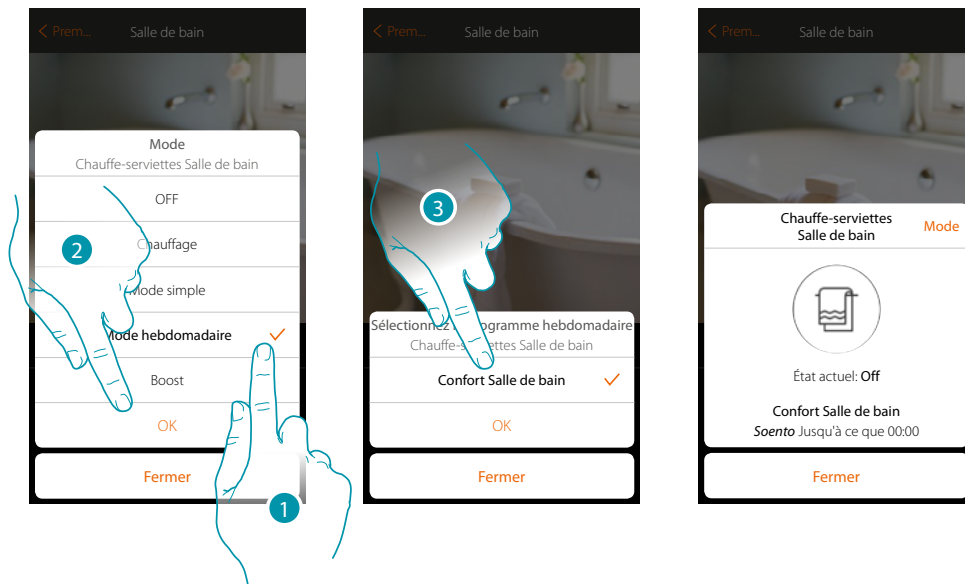 Prem...
Salle de bain
Mode
Chauffe-serviettes Salle de bain
OFF
Chauffage
Mode simple
Mode hebdomadaire
Boost
OK
Fermer
2
1
Prem...
Salle de bain
3
Sélectionnez programme hebdomadaire
Chauffe-serviettes Salle de bain
Confort Salle de bain
OK
Fermer
Prem...
Salle de bain
Chauffe-serviettes
Salle de bain
Mode
État actuel: Off
Confort Salle de bain
Soento Jusqu'à ce que 00:00
Fermer